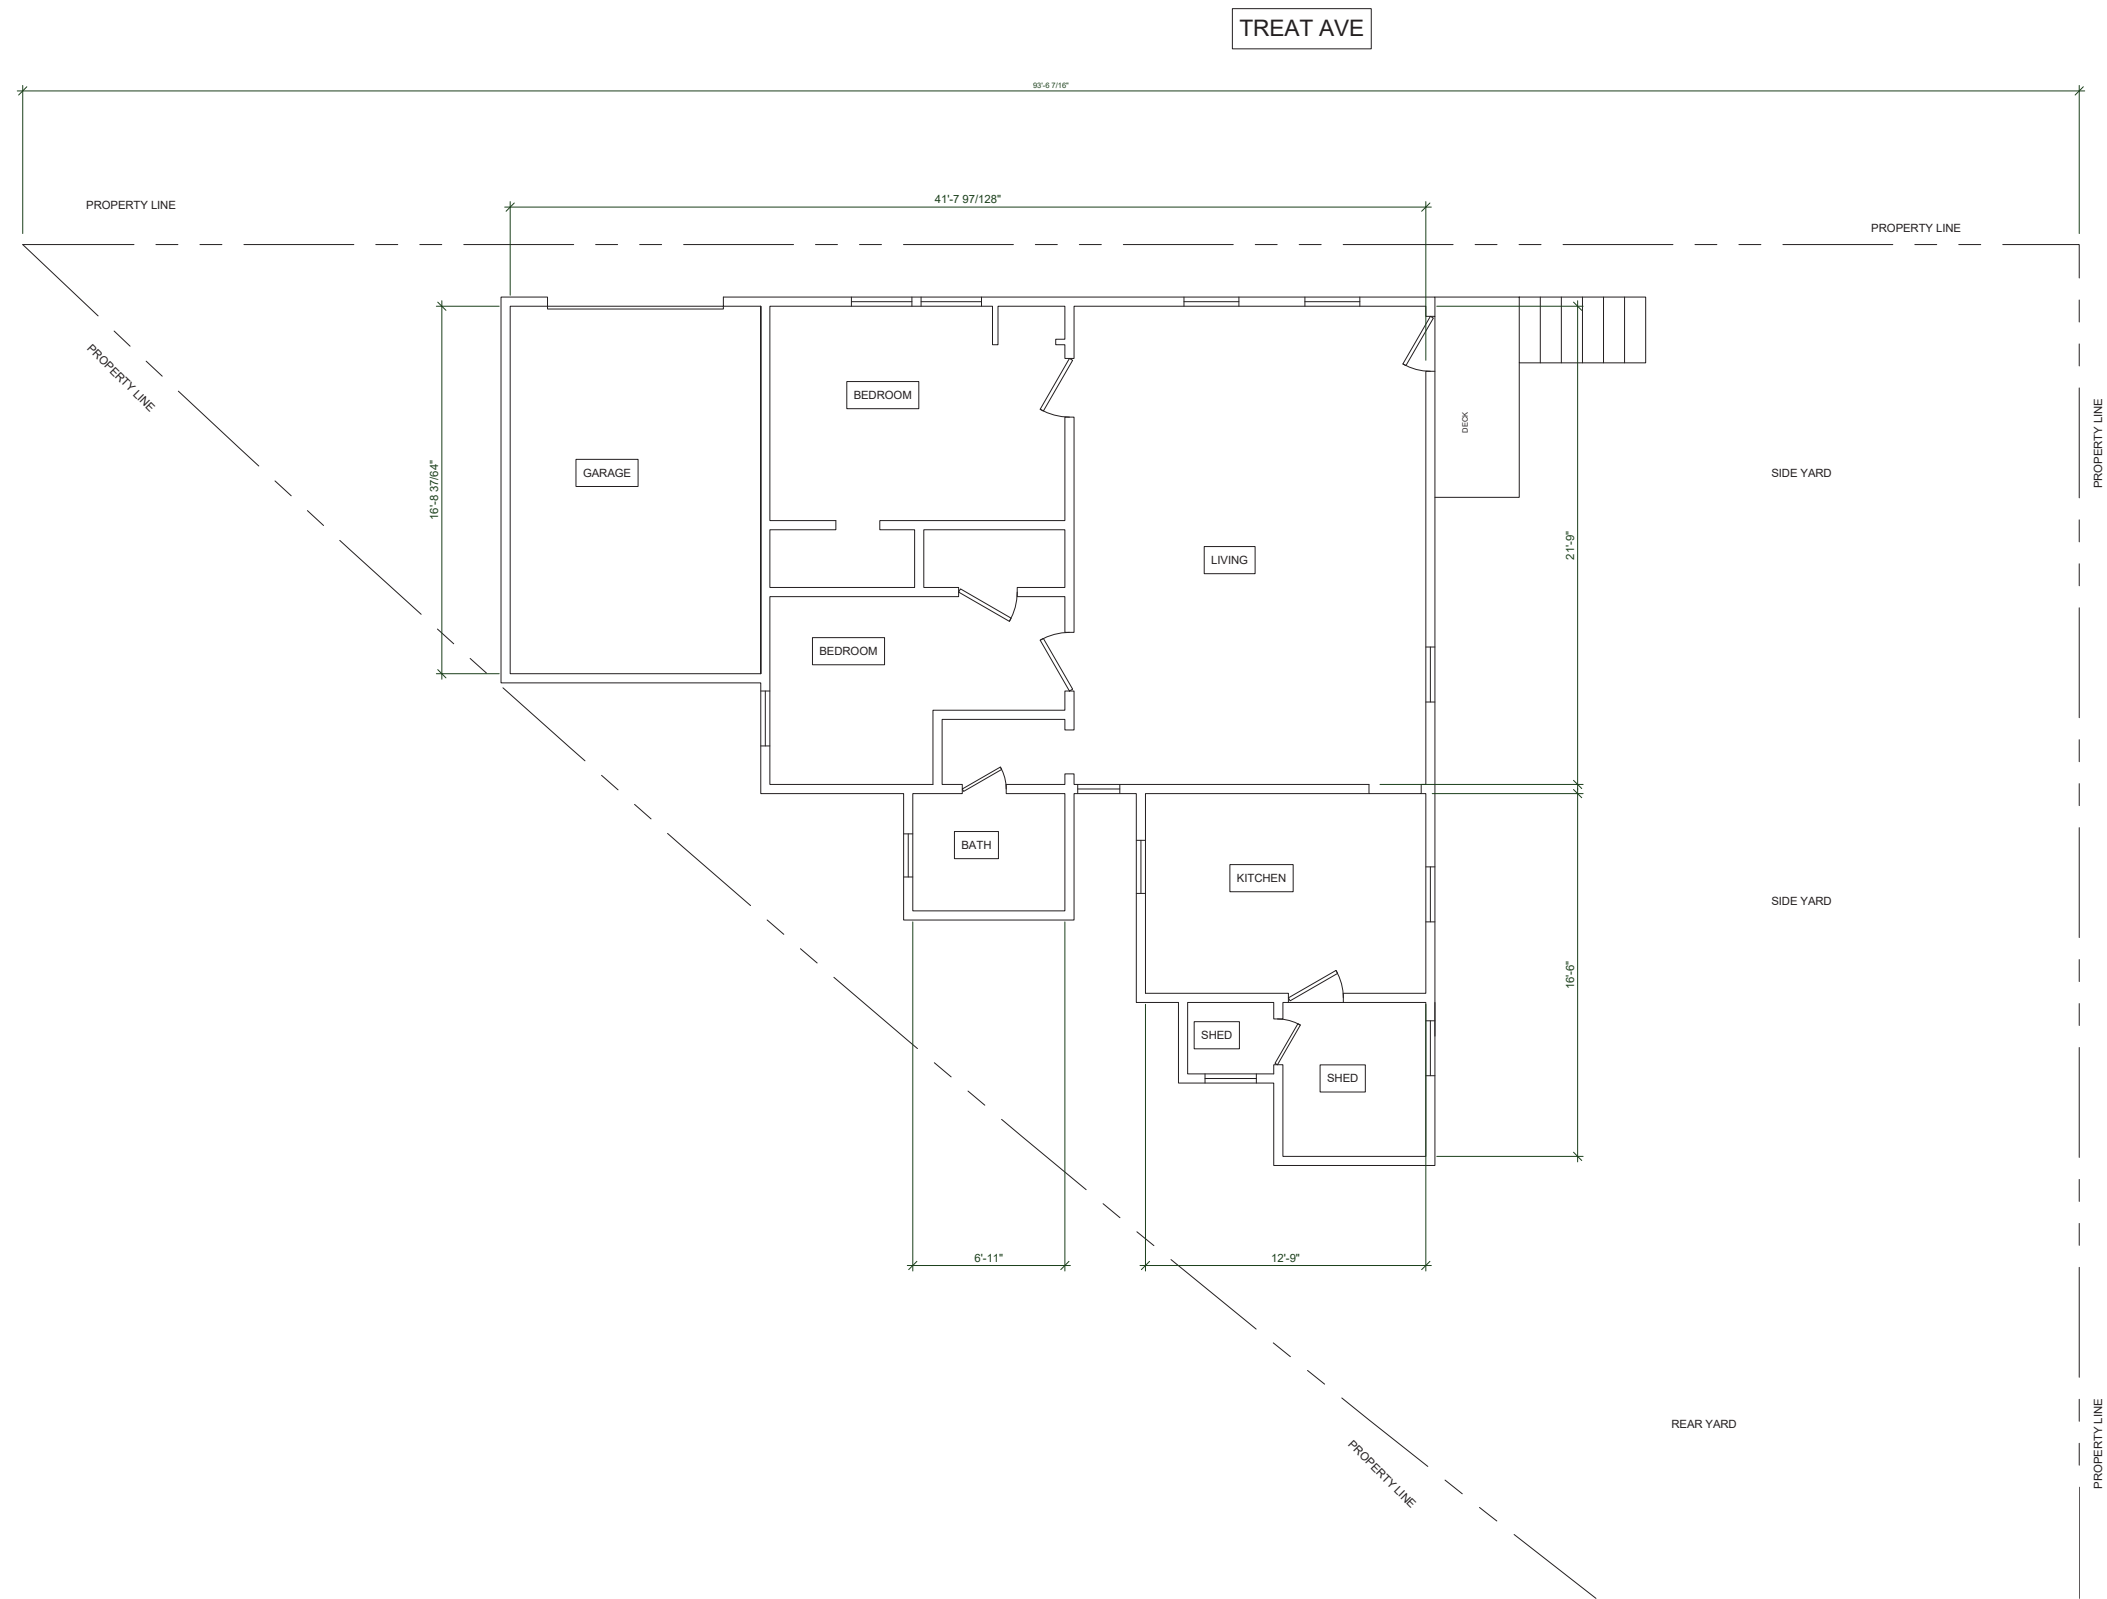 TREAT AVE
93'-6 7/16"
41'-7 97/128"
PROPERTY LINE
PROPERTY LINE
PROPERTY LINE
PROPERTY LINE
BEDROOM
DECK
GARAGE
16'-8 37/64"
SIDE YARD
21'-9"
LIVING
BEDROOM
BATH
KITCHEN
SIDE YARD
16'-6"
SHED
SHED
6'-11"
12'-9"
REAR YARD
PROPERTY LINE
PROPERTY LINE